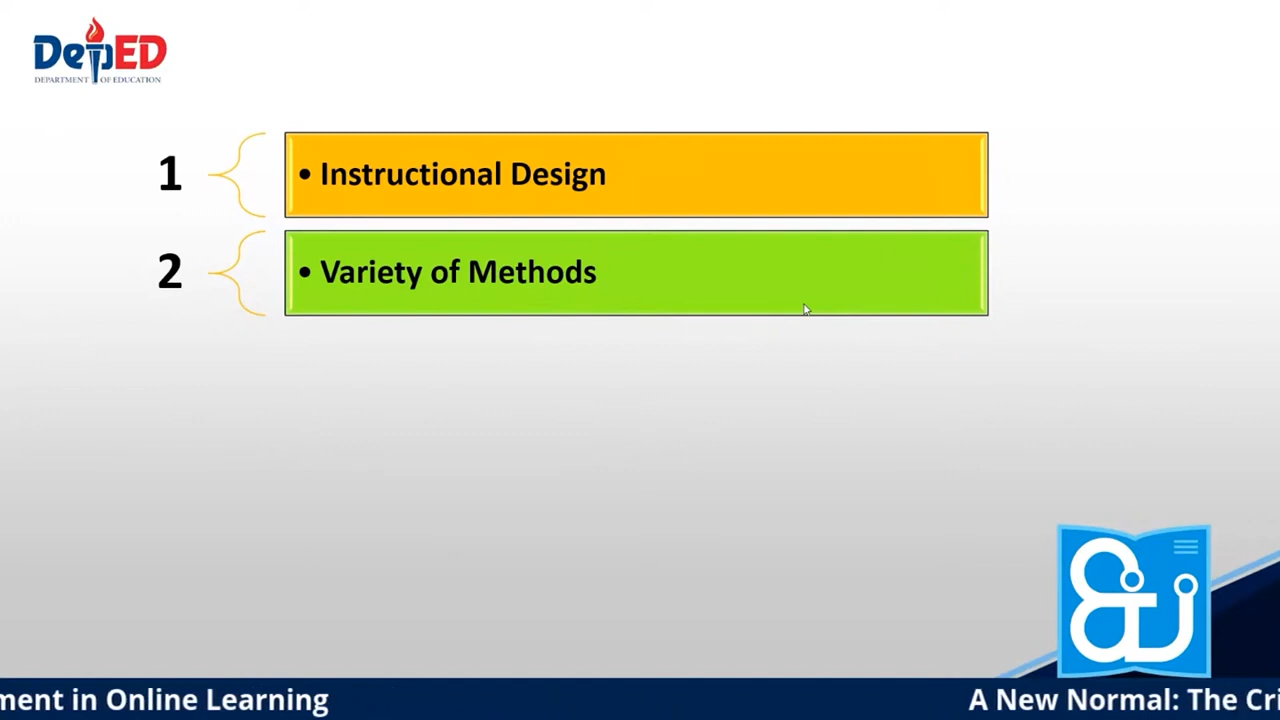 DepED
DEPARTMENT OF EDUCATION
1
• Instructional Design
2
• Variety of Methods
ment in Online Learning
A New Normal: The Cri